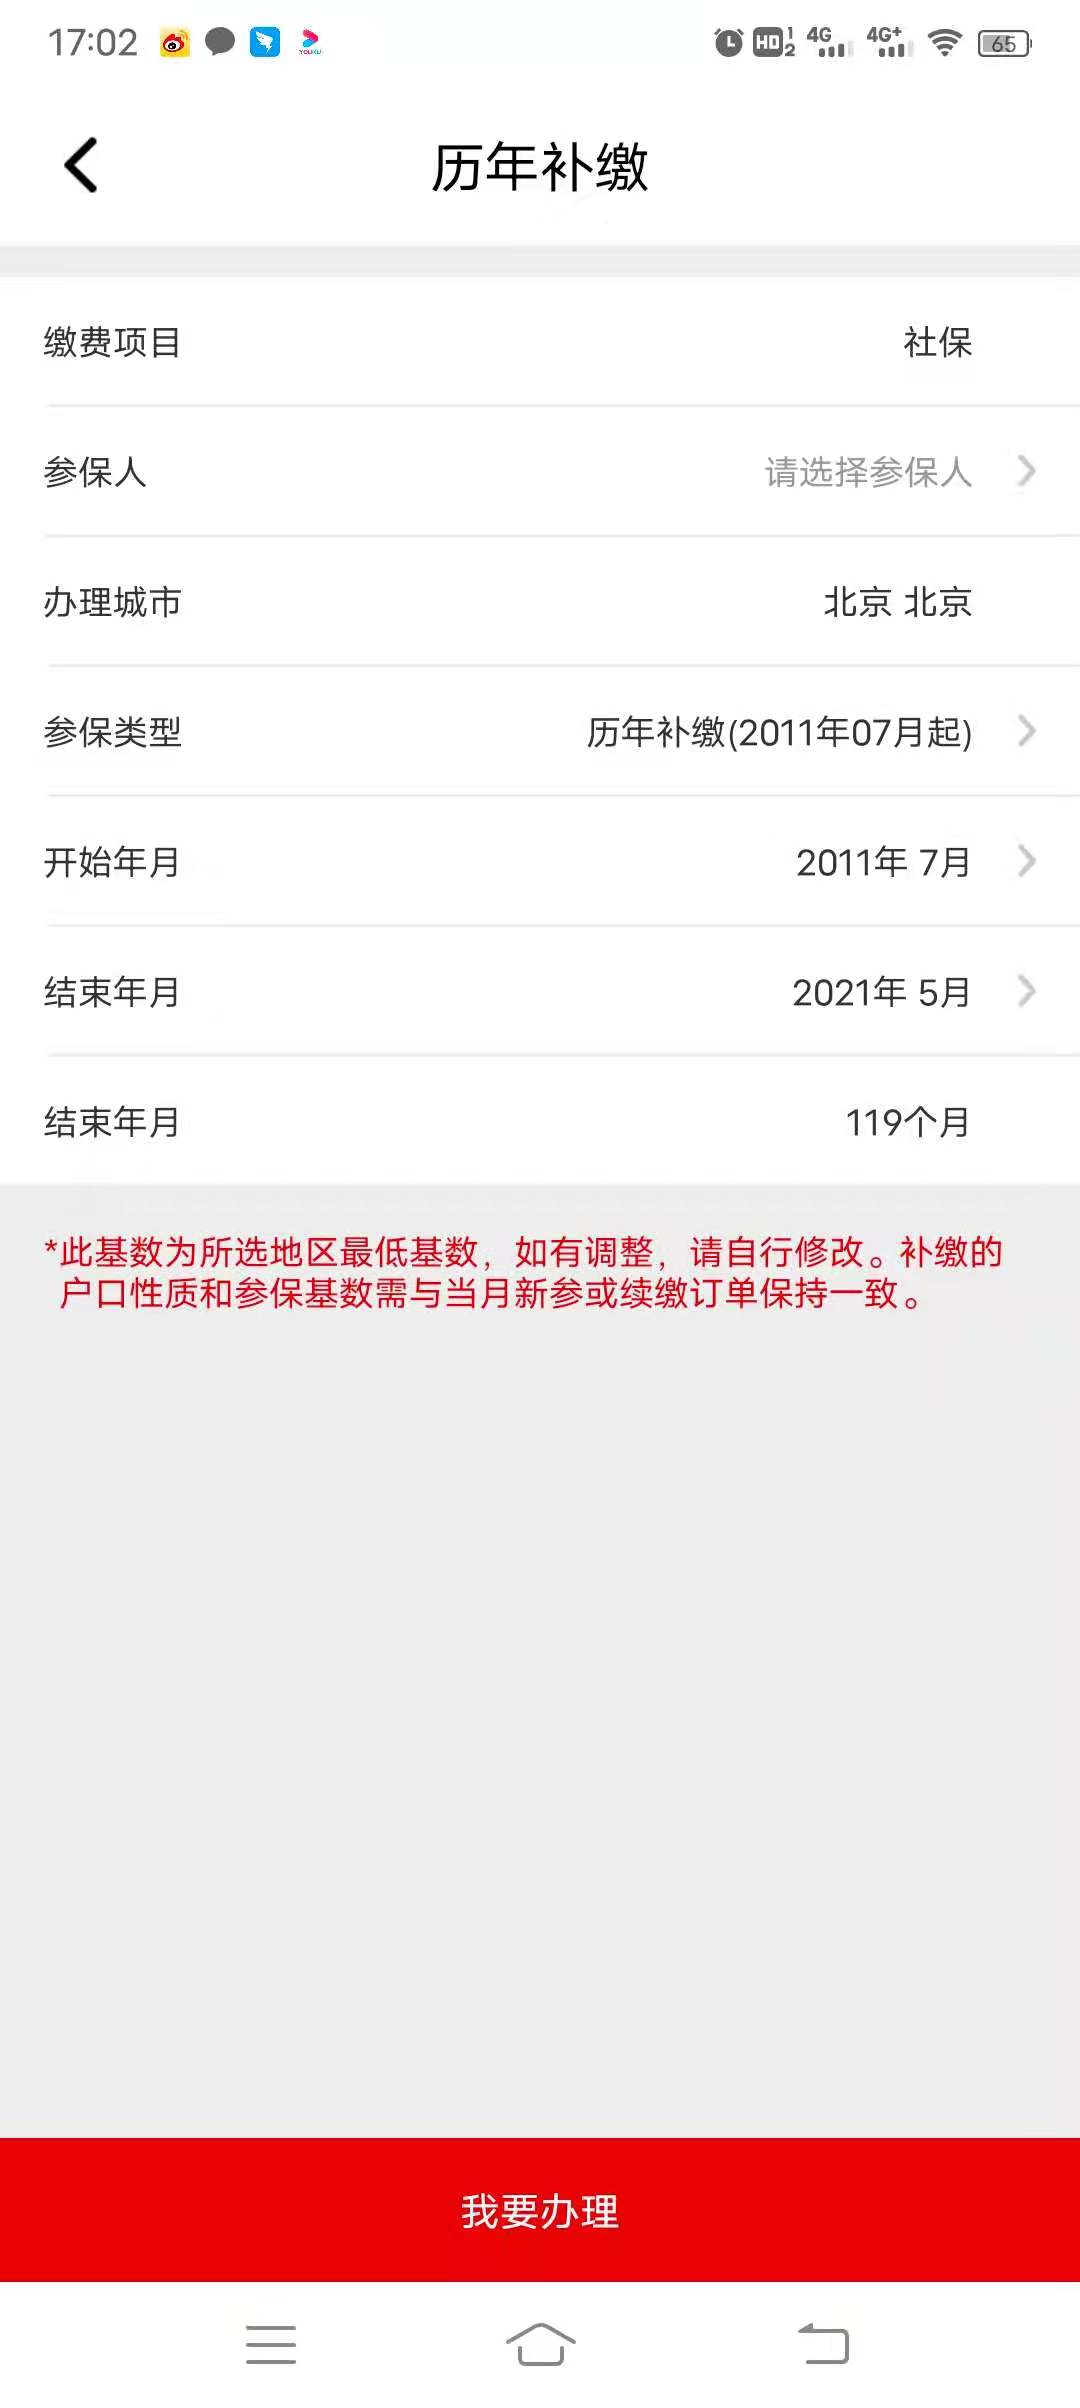 17:02
YOUKU
HD 1 2 4G 4G+ 65
历年补缴
缴费项目 社保
参保人 请选择参保人
办理城市 北京 北京
参保类型 历年补缴(2011年07月起)
开始年月 2011年 7月
结束年月 2021年 5月
结束年月 119个月
*此基数为所选地区最低基数，如有调整，请自行修改。补缴的
户口性质和参保基数需与当月新参或续缴订单保持一致。
我要办理